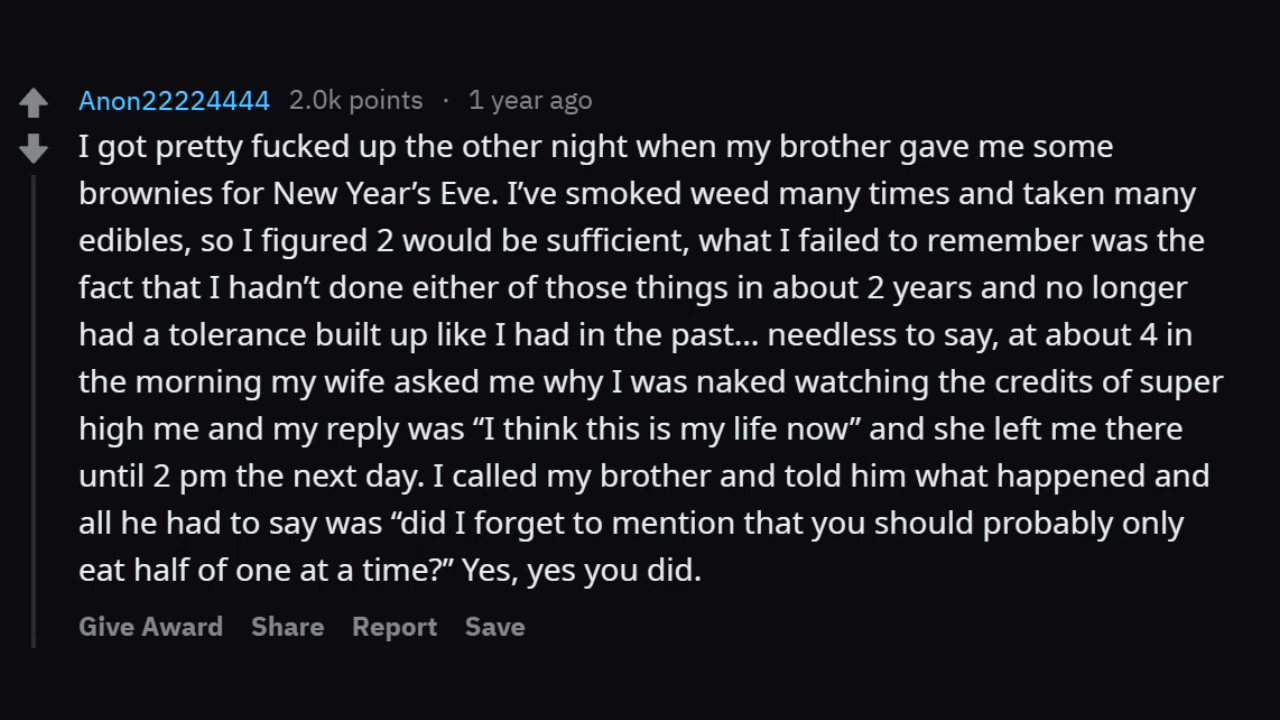 Anon22224444 2.0k points · 1 year ago
I got pretty fucked up the other night when my brother gave me some
brownies for New Year’s Eve. I’ve smoked weed many times and taken many
edibles, so I figured 2 would be sufficient, what I failed to remember was the
fact that I hadn’t done either of those things in about 2 years and no longer
had a tolerance built up like I had in the past... needless to say, at about 4 in
the morning my wife asked me why I was naked watching the credits of super
high me and my reply was “I think this is my life now” and she left me there
until 2 pm the next day. I called my brother and told him what happened and
all he had to say was “did I forget to mention that you should probably only
eat half of one at a time?” Yes, yes you did.
Give Award Share Report Save